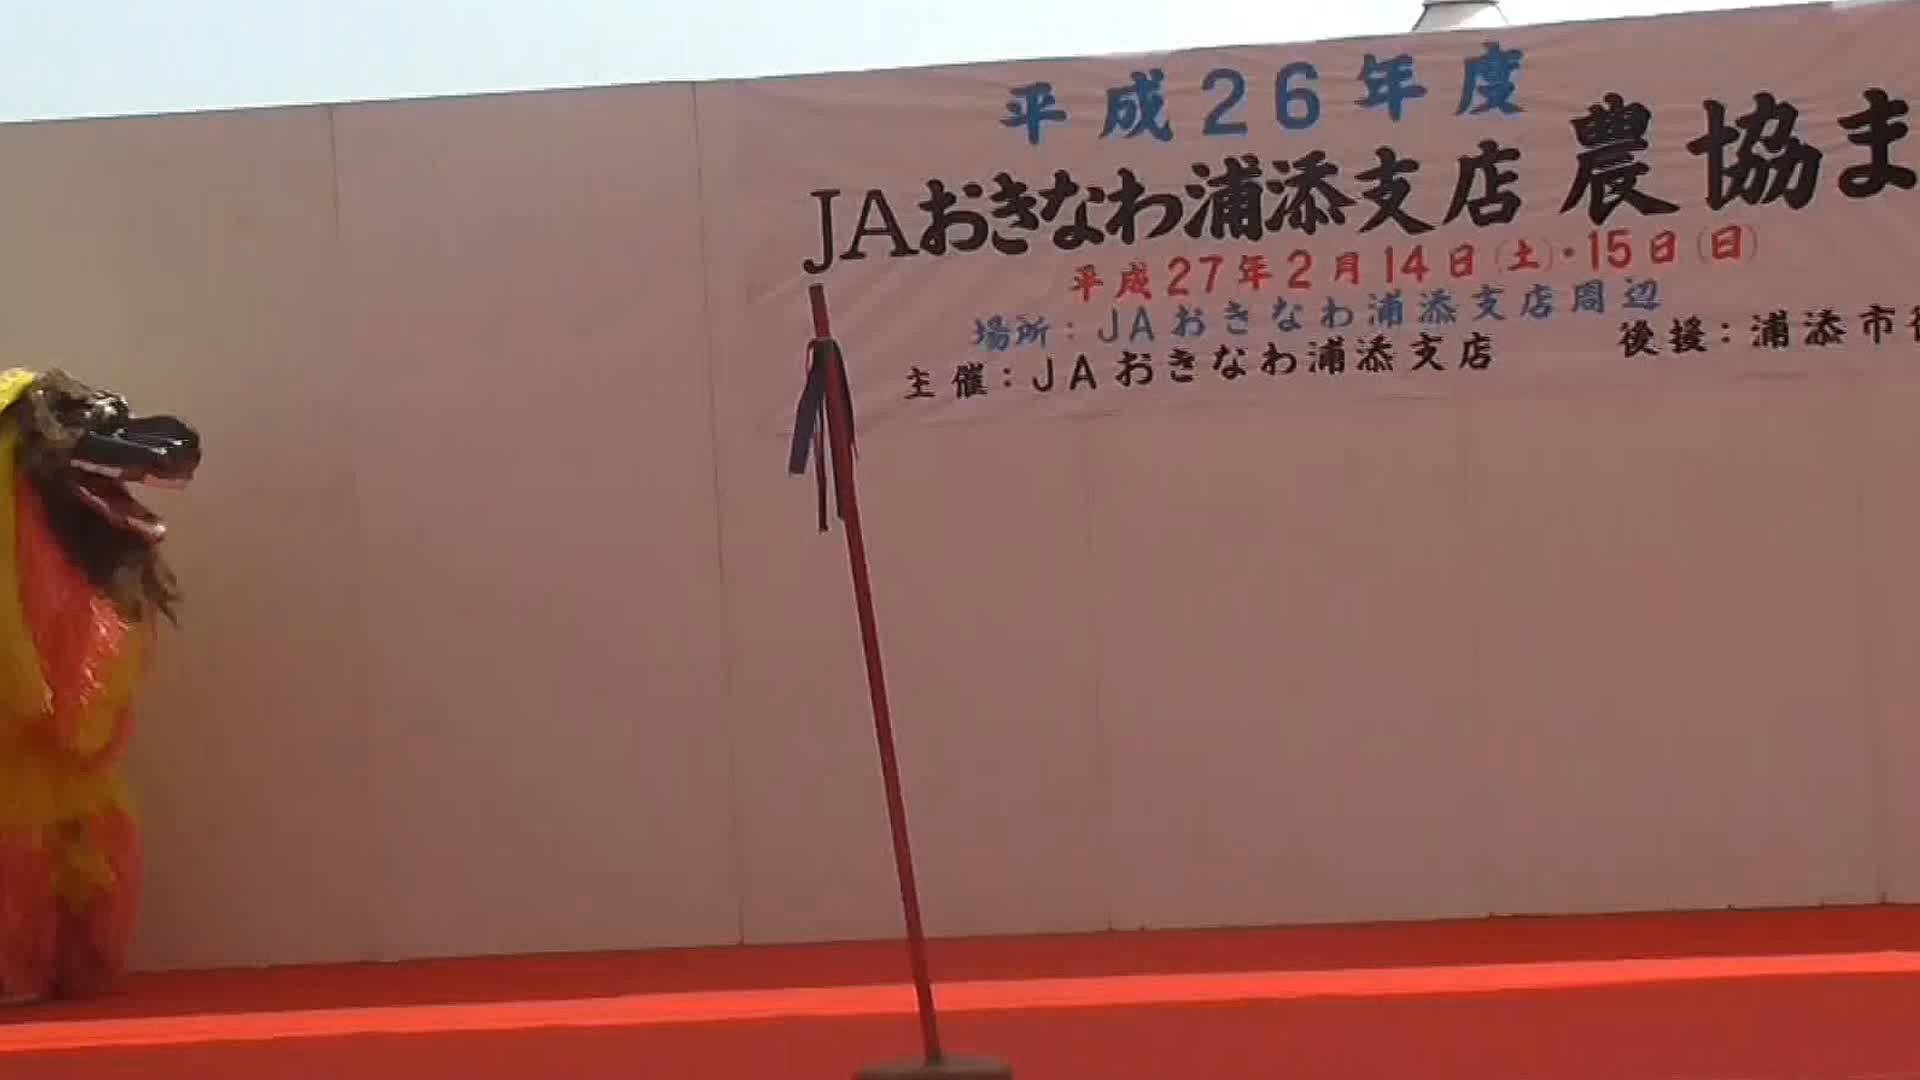 平成26年度
JAおきなわ浦添支店 農協ま
平成27年2月14日(土)・15日(日)
場所：JAおきなわ浦添支店周辺
主催：JAおきなわ浦添支店 後援：浦添市